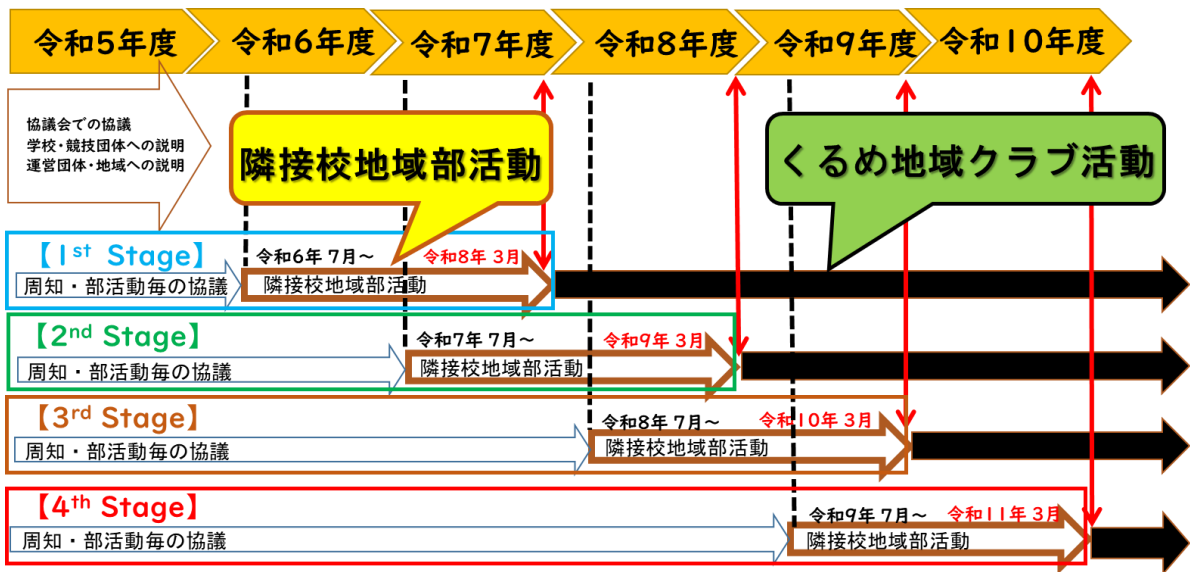 令和5年度
令和6年度
令和7年度
令和8年度
令和9年度
令和10年度
協議会での協議
学校・競技団体への説明
運営団体・地域への説明
隣接校地域部活動
くるめ地域クラブ活動
【1st Stage】
令和6年 7月～
令和8年 3月
周知・部活動毎の協議
隣接校地域部活動
【2nd Stage】
令和7年 7月～
令和9年 3月
周知・部活動毎の協議
隣接校地域部活動
【3rd Stage】
令和8年 7月～
令和10年 3月
周知・部活動毎の協議
隣接校地域部活動
【4th Stage】
令和9年 7月～
令和11年 3月
周知・部活動毎の協議
隣接校地域部活動